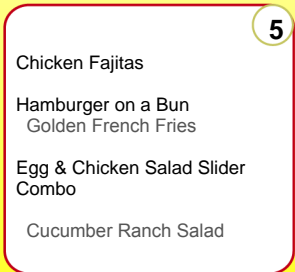 5
Chicken Fajitas
Hamburger on a Bun
Golden French Fries
Egg & Chicken Salad Slider
Combo
Cucumber Ranch Salad